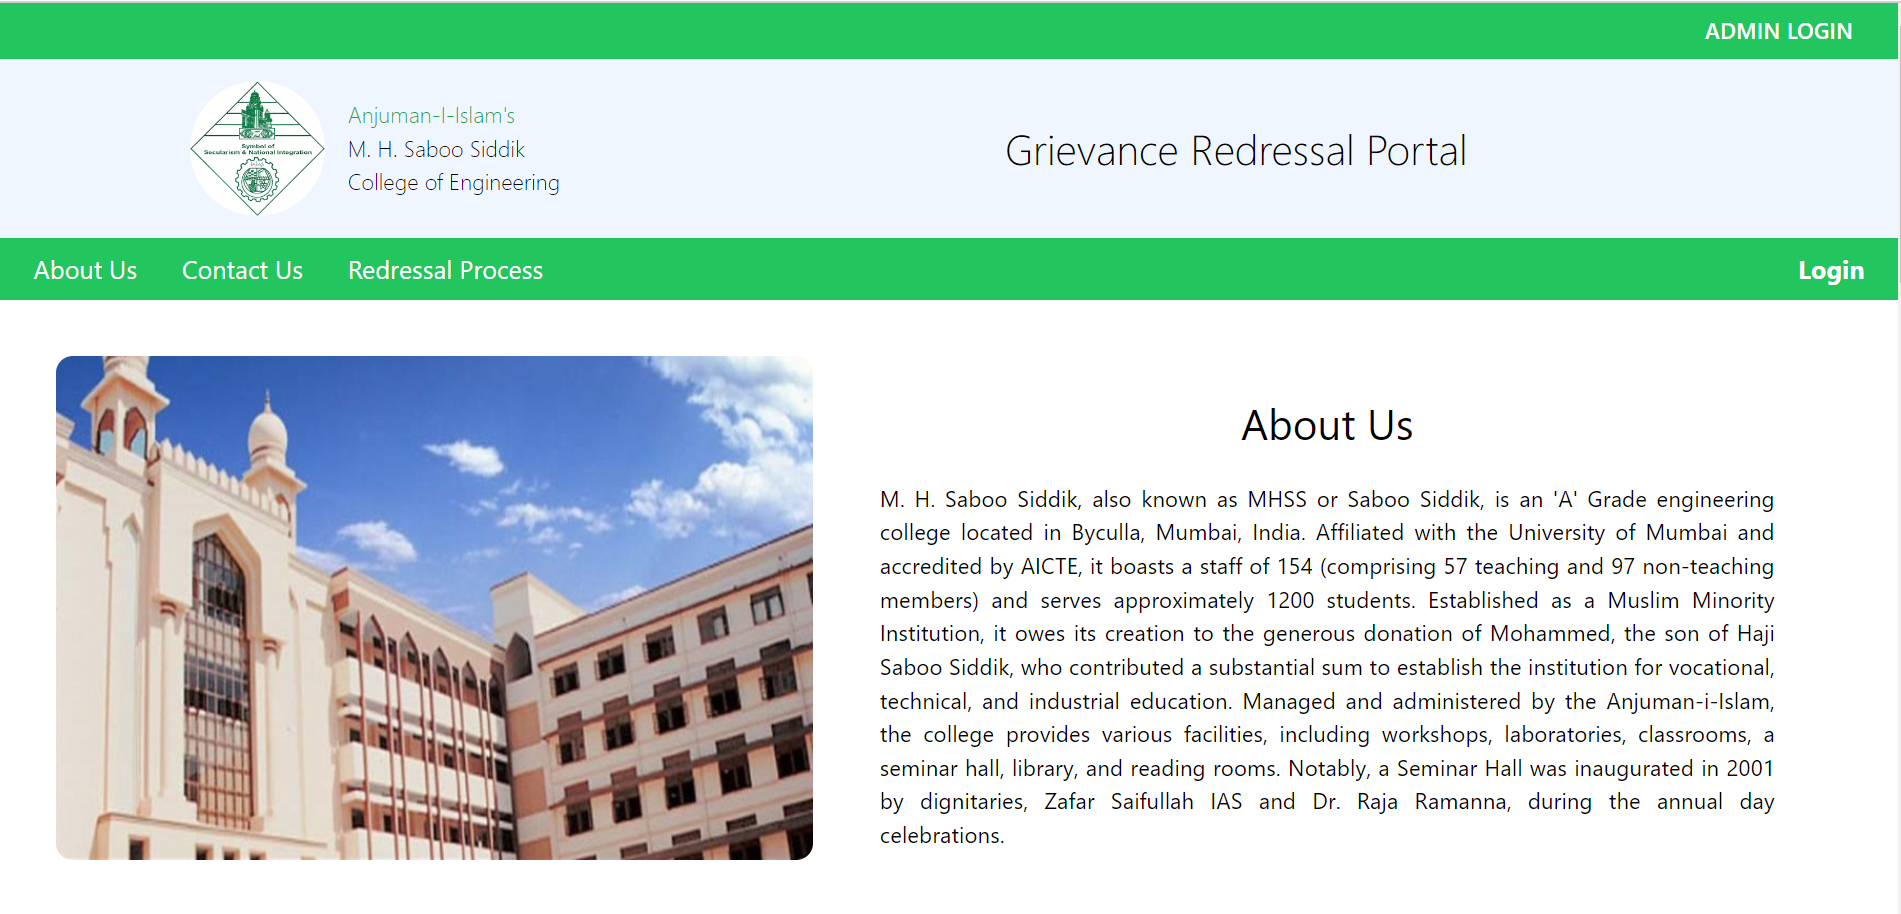 ADMIN LOGIN
Symbol of
Secularism & National Integration
Anjuman-I-Islam's
M. H. Saboo Siddik
College of Engineering
Grievance Redressal Portal
About Us
Contact Us
Redressal Process
Login
About Us
M. H. Saboo Siddik, also known as MHSS or Saboo Siddik, is an 'A' Grade engineering
college located in Byculla, Mumbai, India. Affiliated with the University of Mumbai and
accredited by AICTE, it boasts a staff of 154 (comprising 57 teaching and 97 non-teaching
members) and serves approximately 1200 students. Established as a Muslim Minority
Institution, it owes its creation to the generous donation of Mohammed, the son of Haji
Saboo Siddik, who contributed a substantial sum to establish the institution for vocational,
technical, and industrial education. Managed and administered by the Anjuman-i-Islam,
the college provides various facilities, including workshops, laboratories, classrooms, a
seminar hall, library, and reading rooms. Notably, a Seminar Hall was inaugurated in 2001
by dignitaries, Zafar Saifullah IAS and Dr. Raja Ramanna, during the annual day
celebrations.